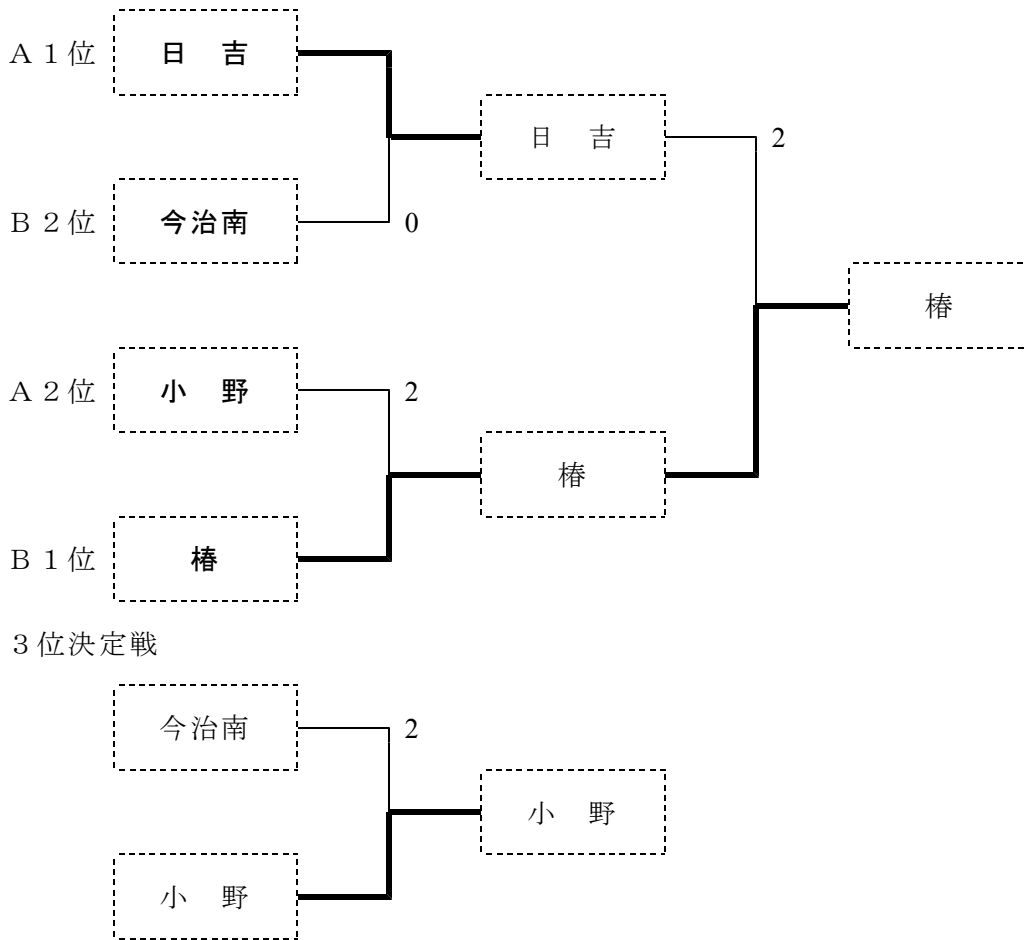 A１位 日　吉
日　吉 2
B２位 今治南 0
椿
A２位 小　野 2
椿
B１位 椿
３位決定戦
今治南 2
小　野
小　野